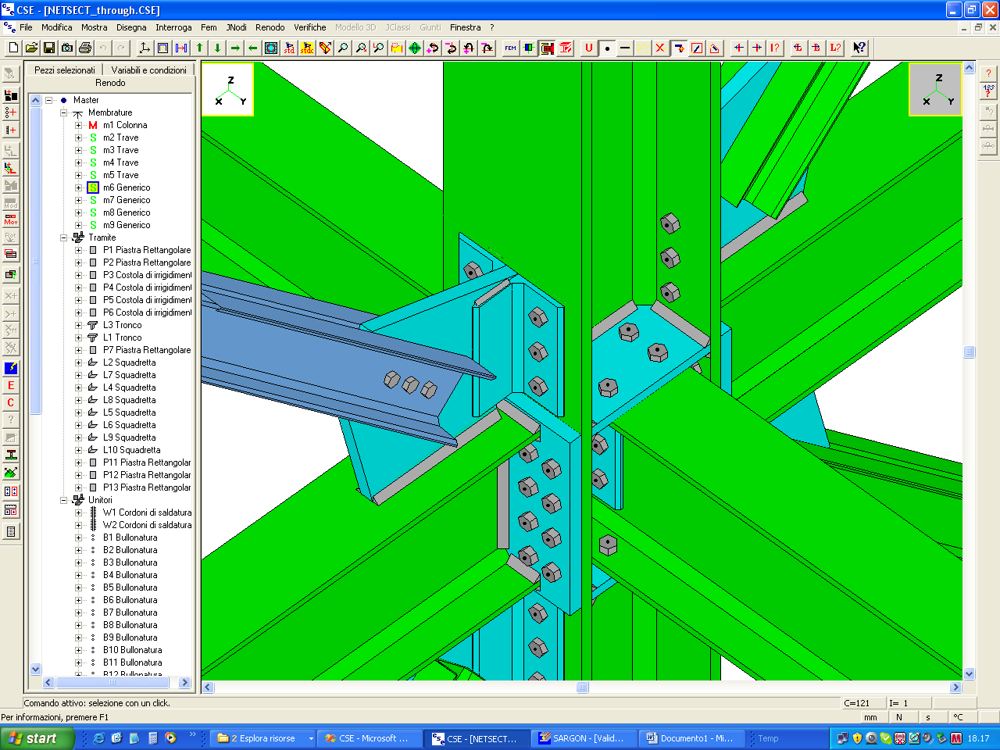 CSE - [NETSECT_through.CSE]
File Modifica Mostra Disegna Interroga Fem JNodi Renodo Verifiche Modello 3D JClassi Giunti Finestra ?
Pezzi selezionati Variabili e condizioni
Renodo
Master
Membrature
m1 Colonna
m2 Trave
m3 Trave
m4 Trave
m5 Trave
m6 Generico
m7 Generico
m8 Generico
m9 Generico
Tramite
P1 Piastra Rettangolare
P2 Piastra Rettangolare
P3 Costola di irrigidiment
P4 Costola di irrigidiment
P5 Costola di irrigidiment
P6 Costola di irrigidiment
L3 Tronco
L1 Tronco
P7 Piastra Rettangolare
L2 Squadretta
L7 Squadretta
L4 Squadretta
L8 Squadretta
L5 Squadretta
L6 Squadretta
L9 Squadretta
L10 Squadretta
P11 Piastra Rettangolar
P12 Piastra Rettangolar
P13 Piastra Rettangolar
Unitori
W1 Cordoni di saldatura
W2 Cordoni di saldatura
B1 Bullonatura
B2 Bullonatura
B3 Bullonatura
B4 Bullonatura
B5 Bullonatura
B6 Bullonatura
B7 Bullonatura
B8 Bullonatura
B9 Bullonatura
B10 Bullonatura
B11 Bullonatura
B12 Bullonatura
Z
X Y
Z
X Y
Comando attivo: selezione con un click.
C=121 I= 1
Per informazioni, premere F1
mm N s °C
start
2 Esplora risorse
CSE - Microsoft ...
CSE - [NETSECT...
SARGON - [Valid...
Documento1 - Mi...
Temp
18.17